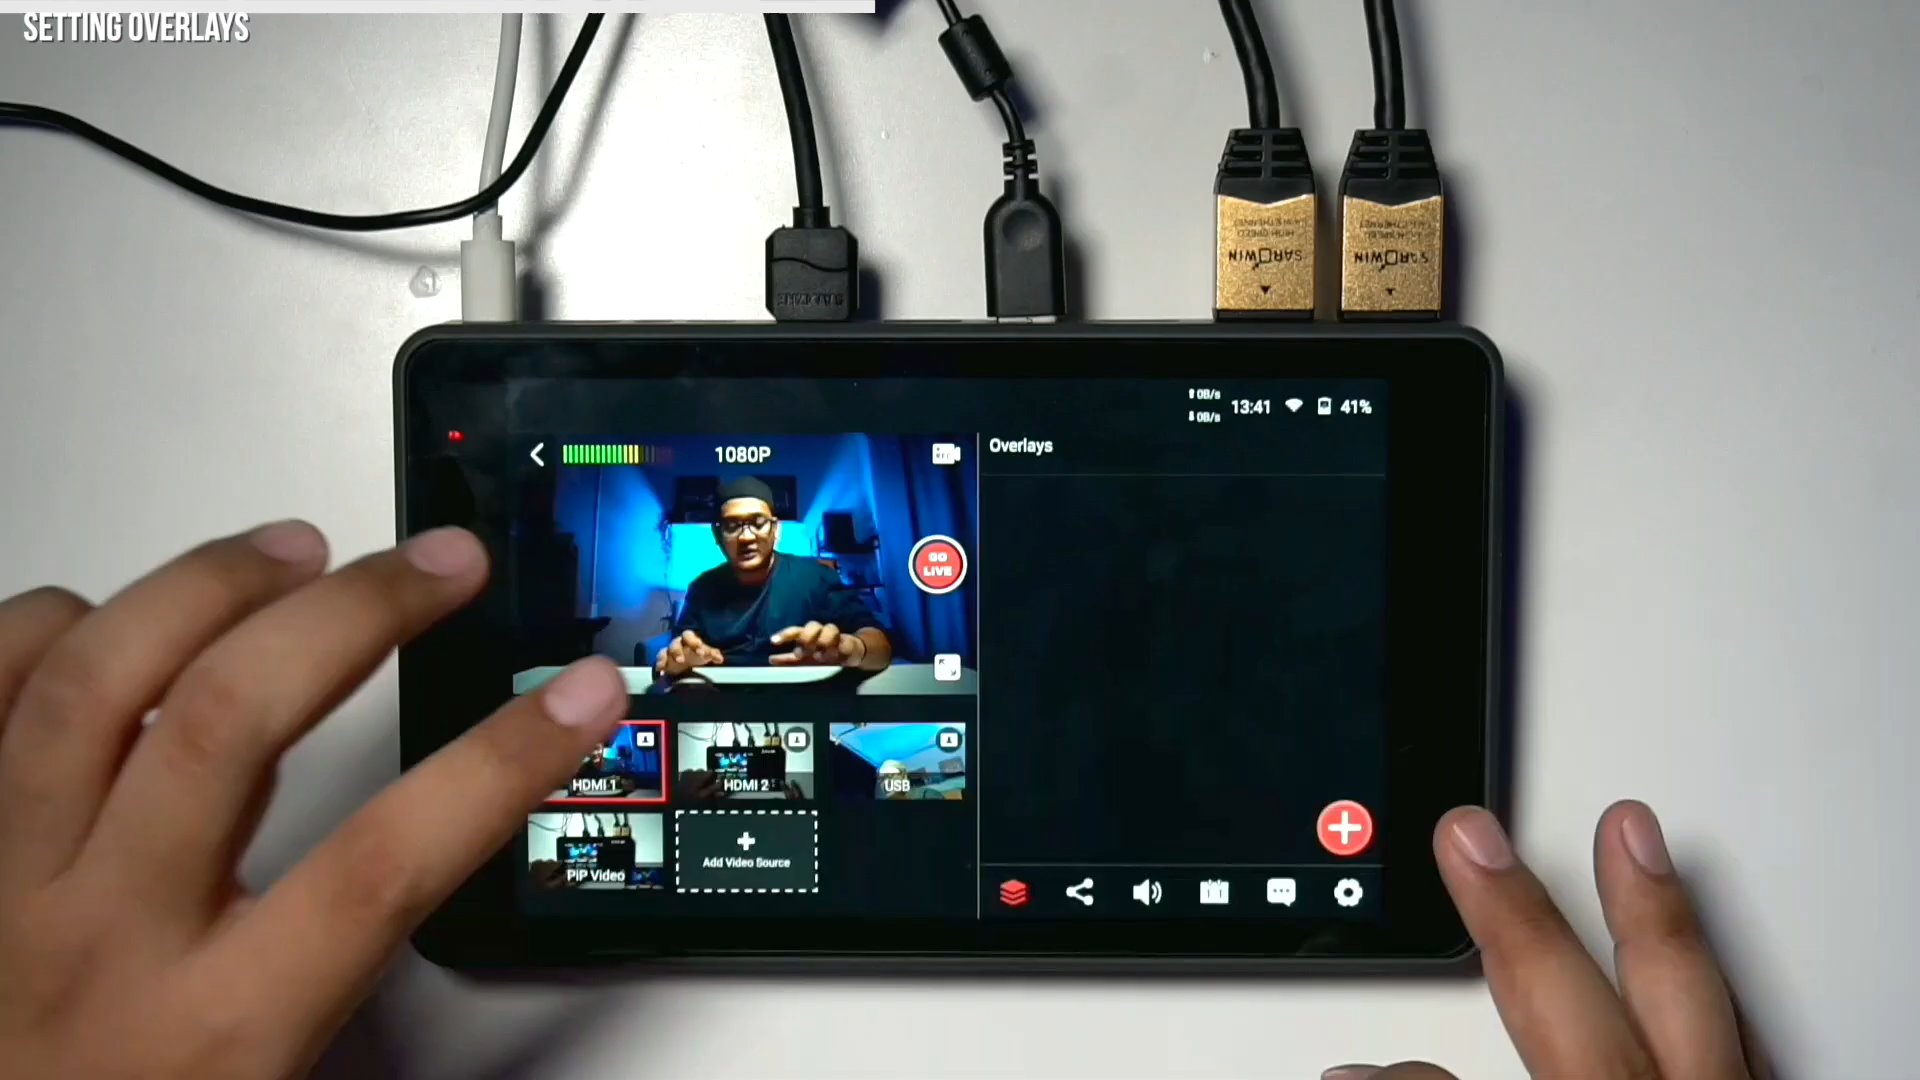 SETTING OVERLAYS
SAROWIN
SAROWIN
0B/s
0B/s
13:41
41%
1080P
REC
Overlays
GO
LIVE
HDMI 1
HDMI 2
USB
PiP Video
Add Video Source